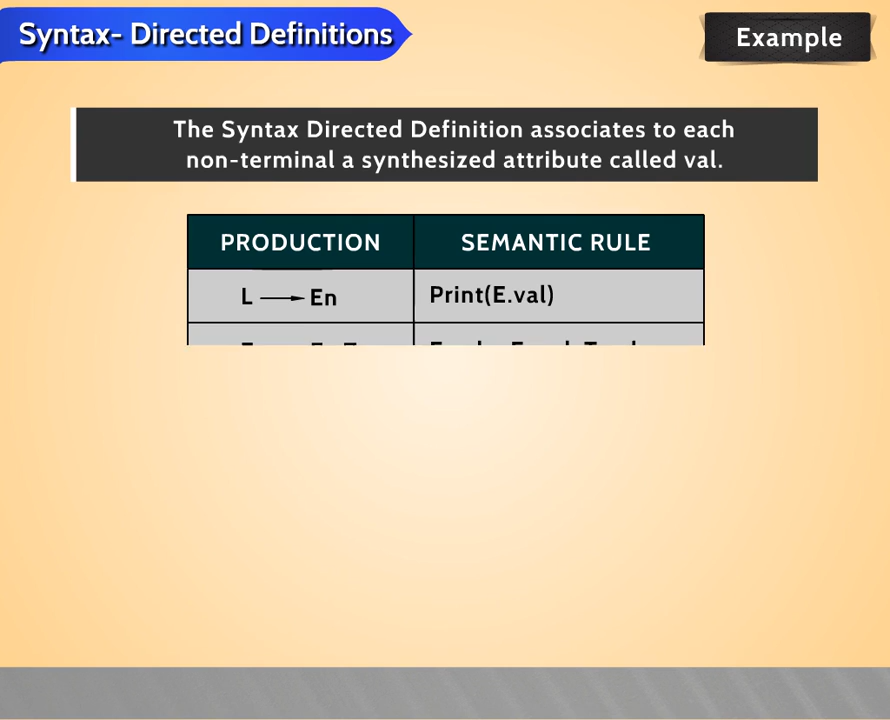 Syntax- Directed Definitions
Example
The Syntax Directed Definition associates to each
non-terminal a synthesized attribute called val.
PRODUCTION SEMANTIC RULE
L → En Print(E.val)